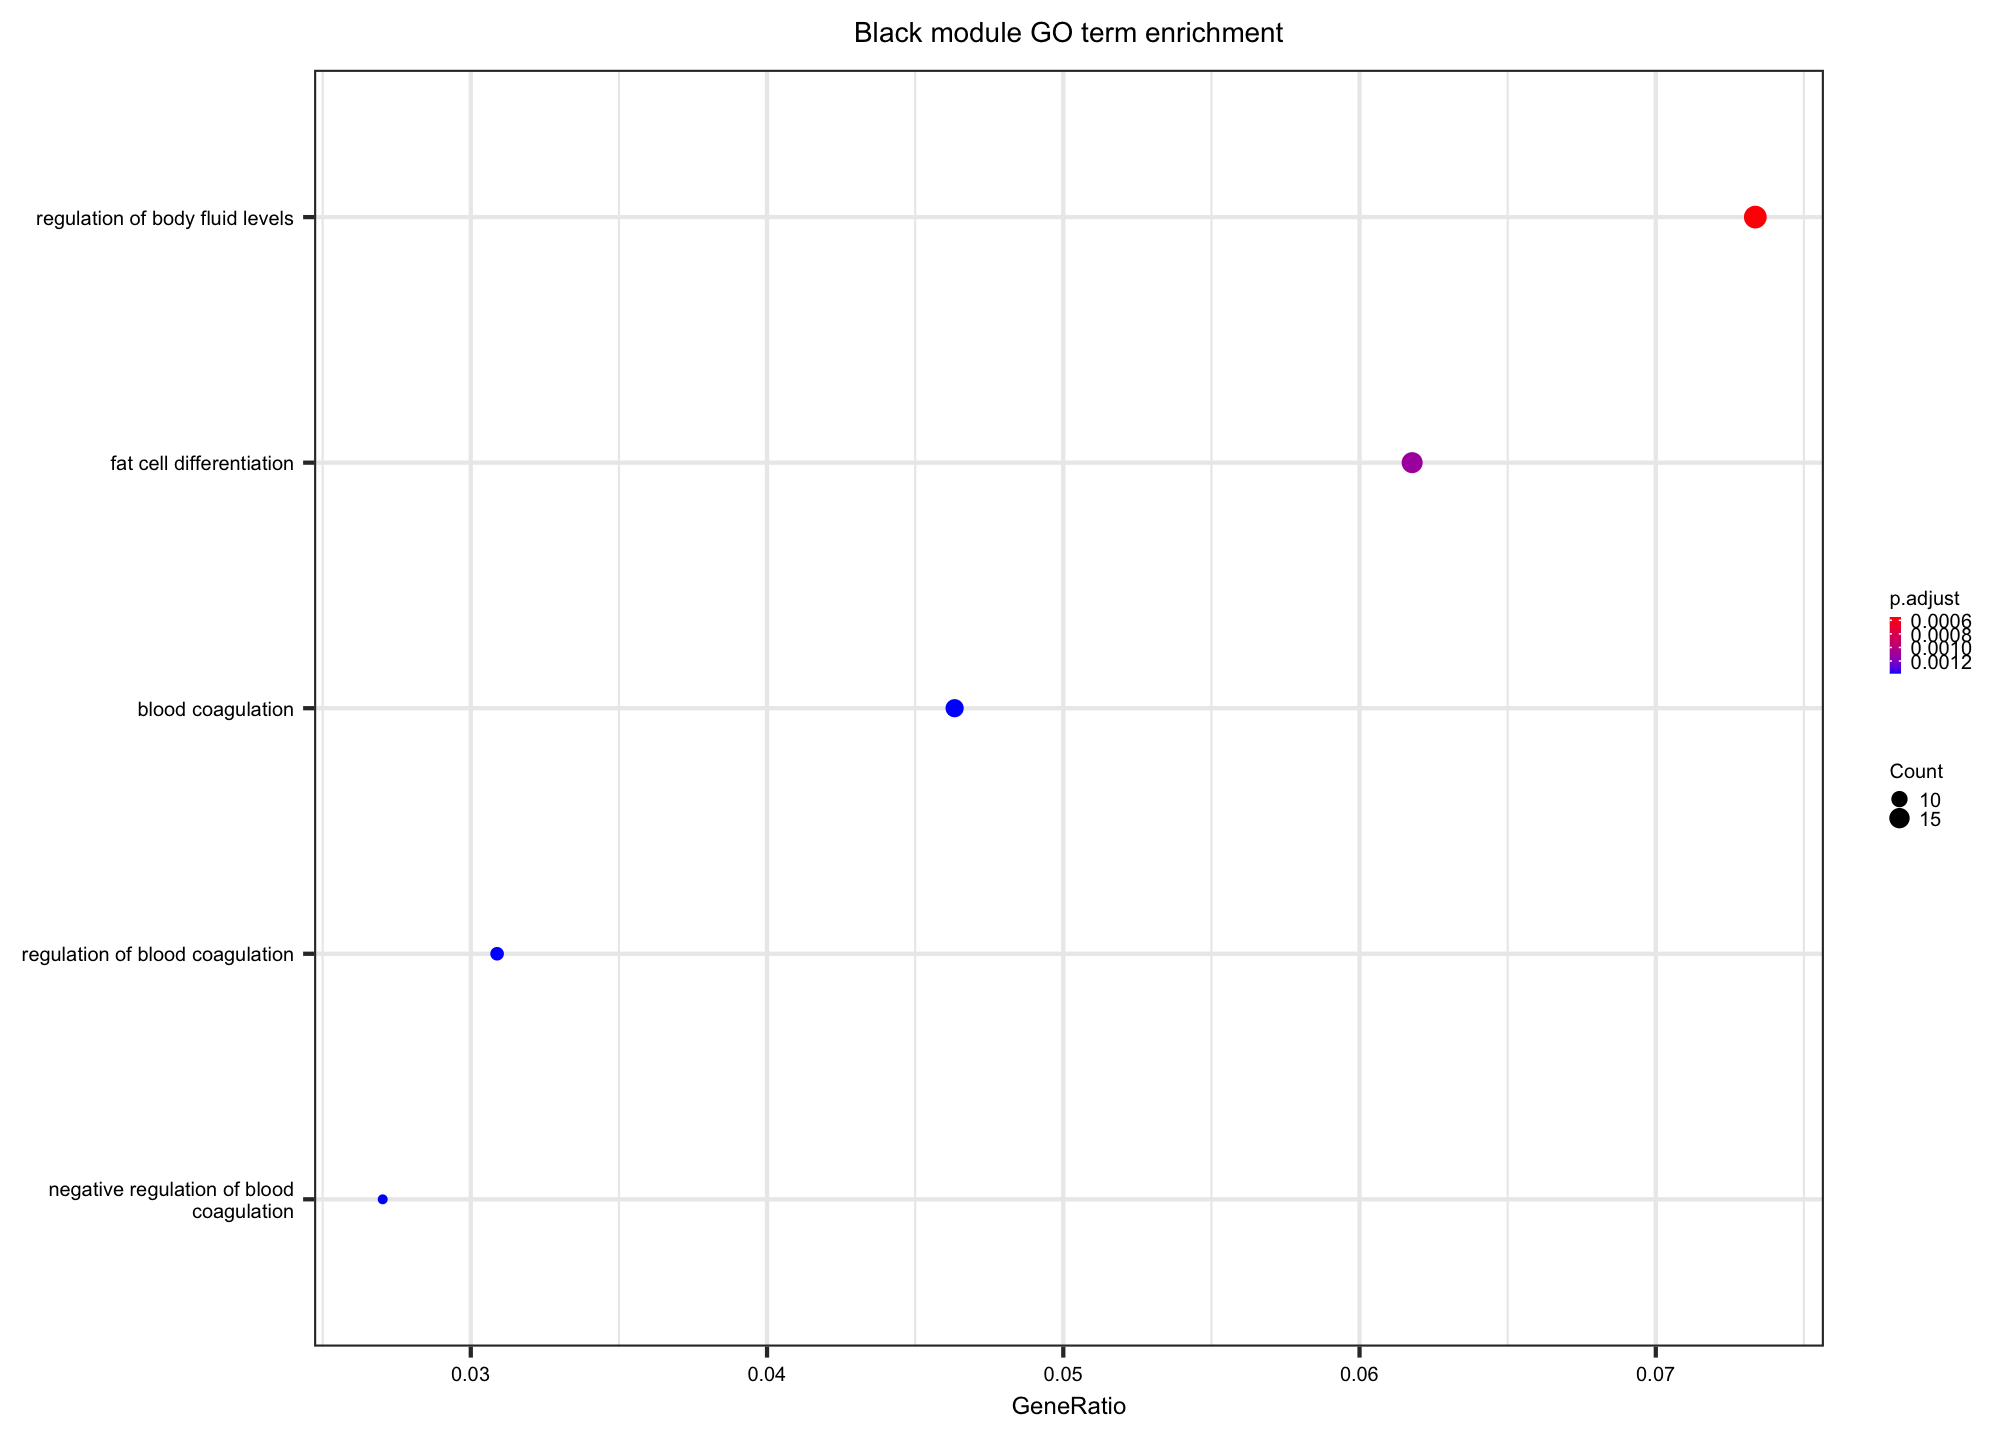 Black module GO term enrichment
regulation of body fluid levels
fat cell differentiation
blood coagulation
regulation of blood coagulation
negative regulation of blood
coagulation
0.03
0.04
0.05
0.06
0.07
GeneRatio
p.adjust
0.0006
0.0008
0.0010
0.0012
Count
10
15